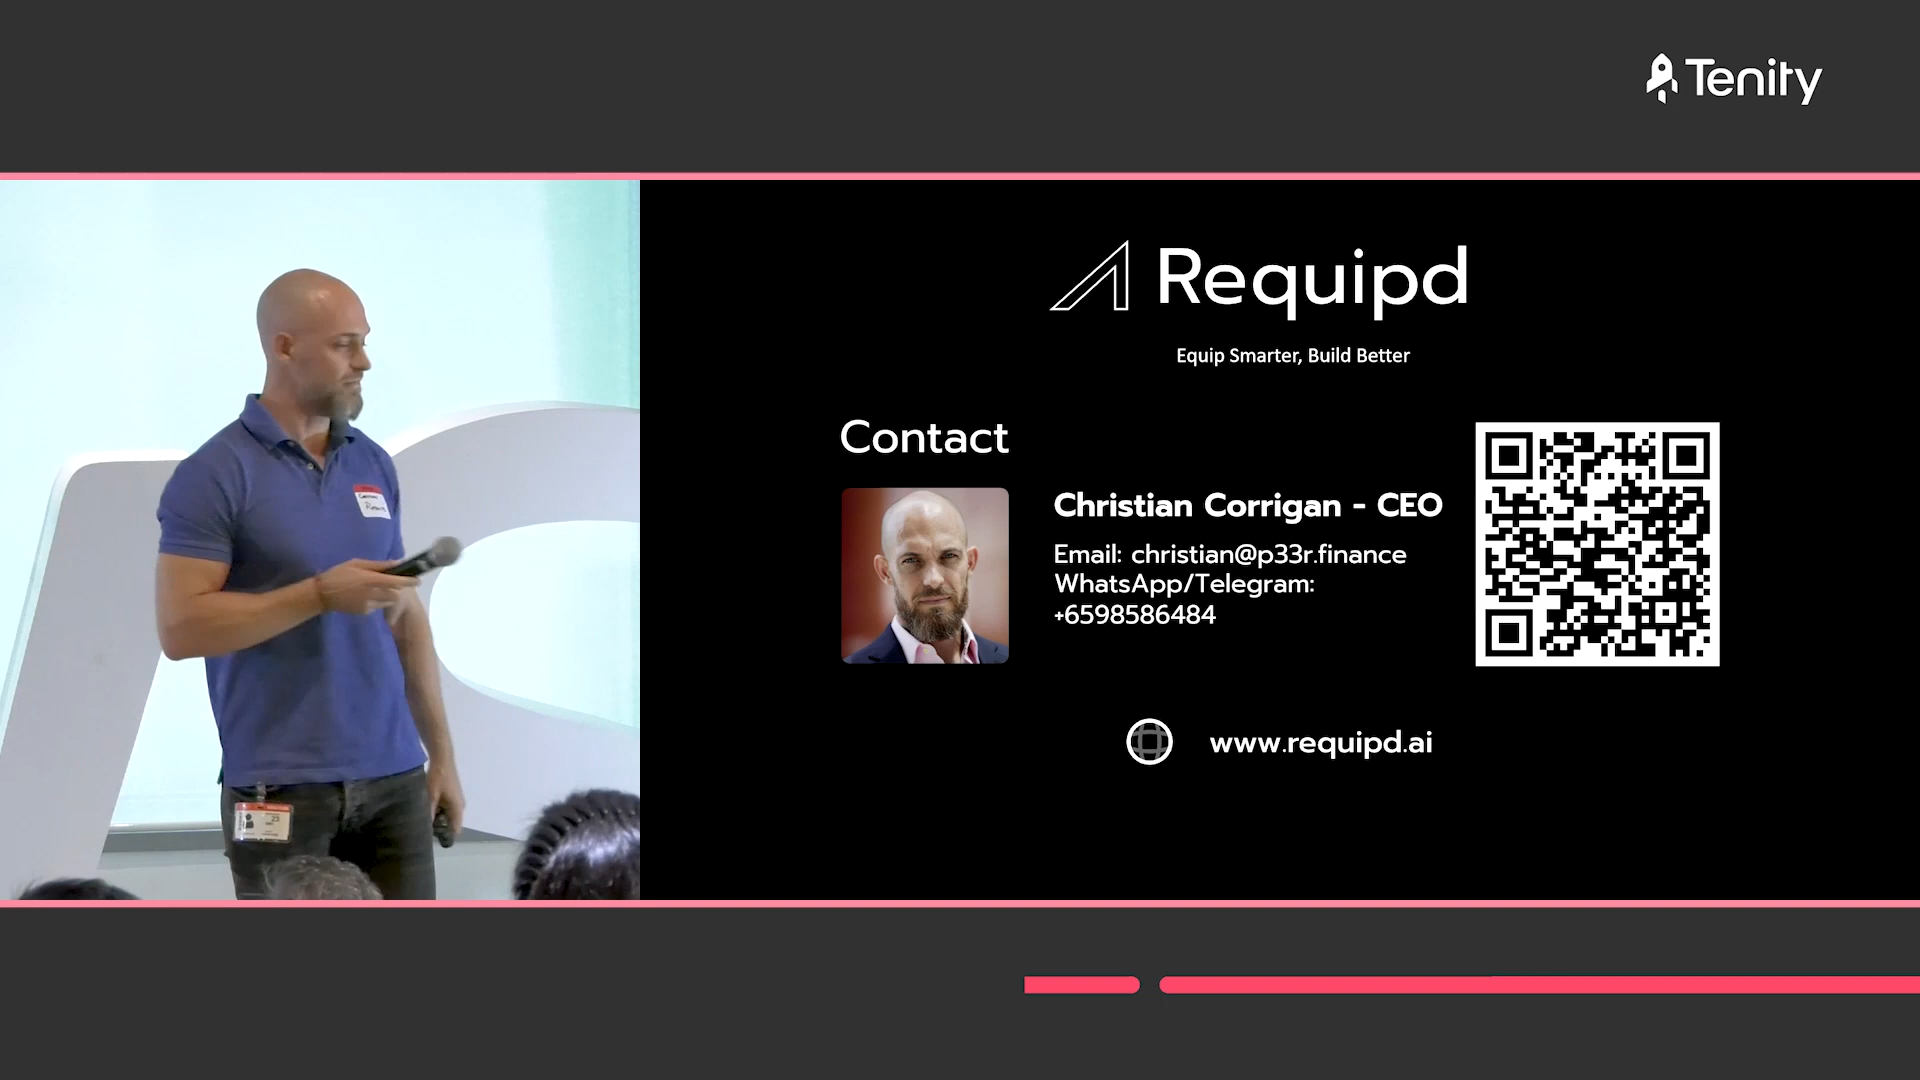 Tenity
Requipd
Equip Smarter, Build Better
Contact
Christian Corrigan - CEO
Email: christian@p33r.finance
WhatsApp/Telegram:
+6598586484
www.requipd.ai
23